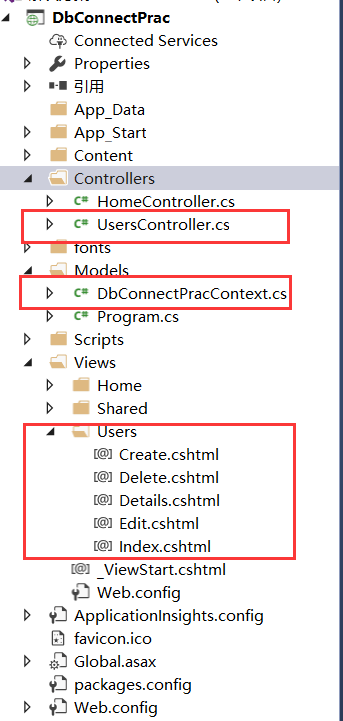 DbConnectPrac
Connected Services
Properties
引用
App_Data
App_Start
Content
Controllers
C# HomeController.cs
C# UsersController.cs
fonts
Models
C# DbConnectPracContext.cs
C# Program.cs
Scripts
Views
Home
Shared
Users
[@] Create.cshtml
[@] Delete.cshtml
[@] Details.cshtml
[@] Edit.cshtml
[@] Index.cshtml
[@] _ViewStart.cshtml
Web.config
ApplicationInsights.config
favicon.ico
Global.asax
packages.config
Web.config